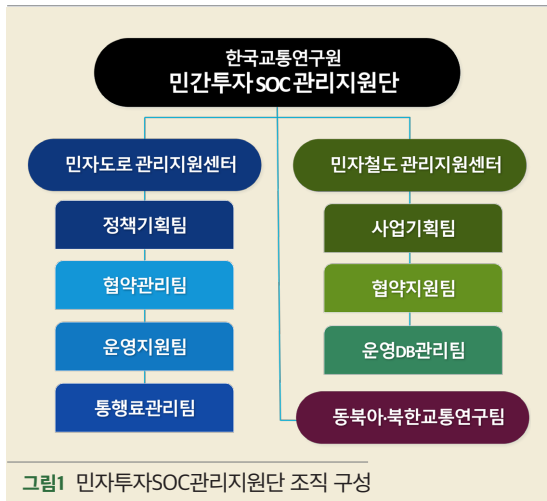 한국교통연구원
민간투자 SOC 관리지원단
민자도로 관리지원센터
정책기획팀
협약관리팀
운영지원팀
통행료관리팀
민자철도 관리지원센터
사업기획팀
협약지원팀
운영DB관리팀
동북아·북한교통연구팀
그림1 민자투자SOC관리지원단 조직 구성